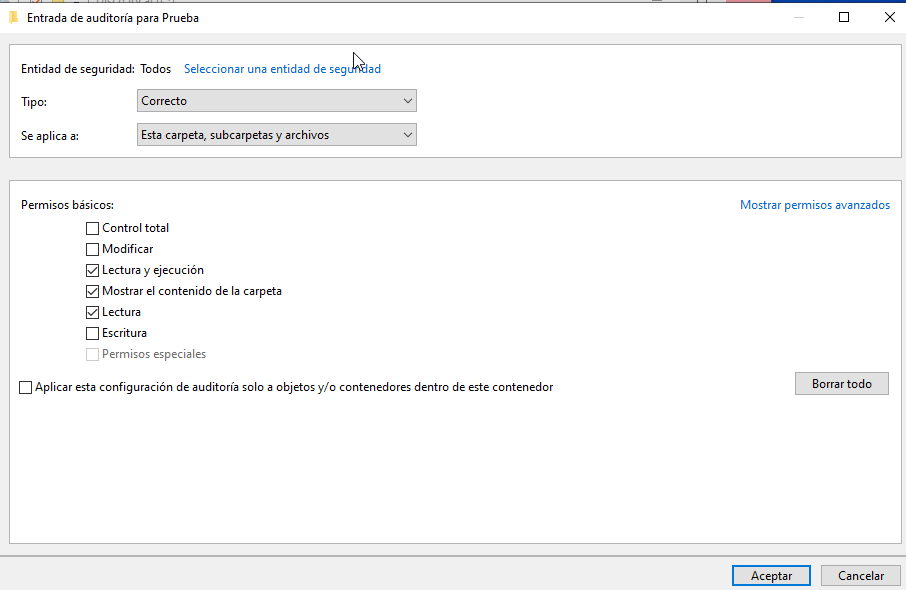 Entrada de auditoría para Prueba
Entidad de seguridad: Todos Seleccionar una entidad de seguridad
Tipo: Correcto
Se aplica a: Esta carpeta, subcarpetas y archivos
Permisos básicos: Mostrar permisos avanzados
Control total
Modificar
Lectura y ejecución
Mostrar el contenido de la carpeta
Lectura
Escritura
Permisos especiales
Aplicar esta configuración de auditoría solo a objetos y/o contenedores dentro de este contenedor Borrar todo
Aceptar Cancelar